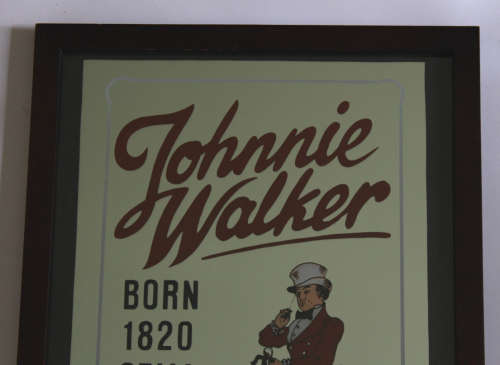 Johnnie
Walker
BORN
1820